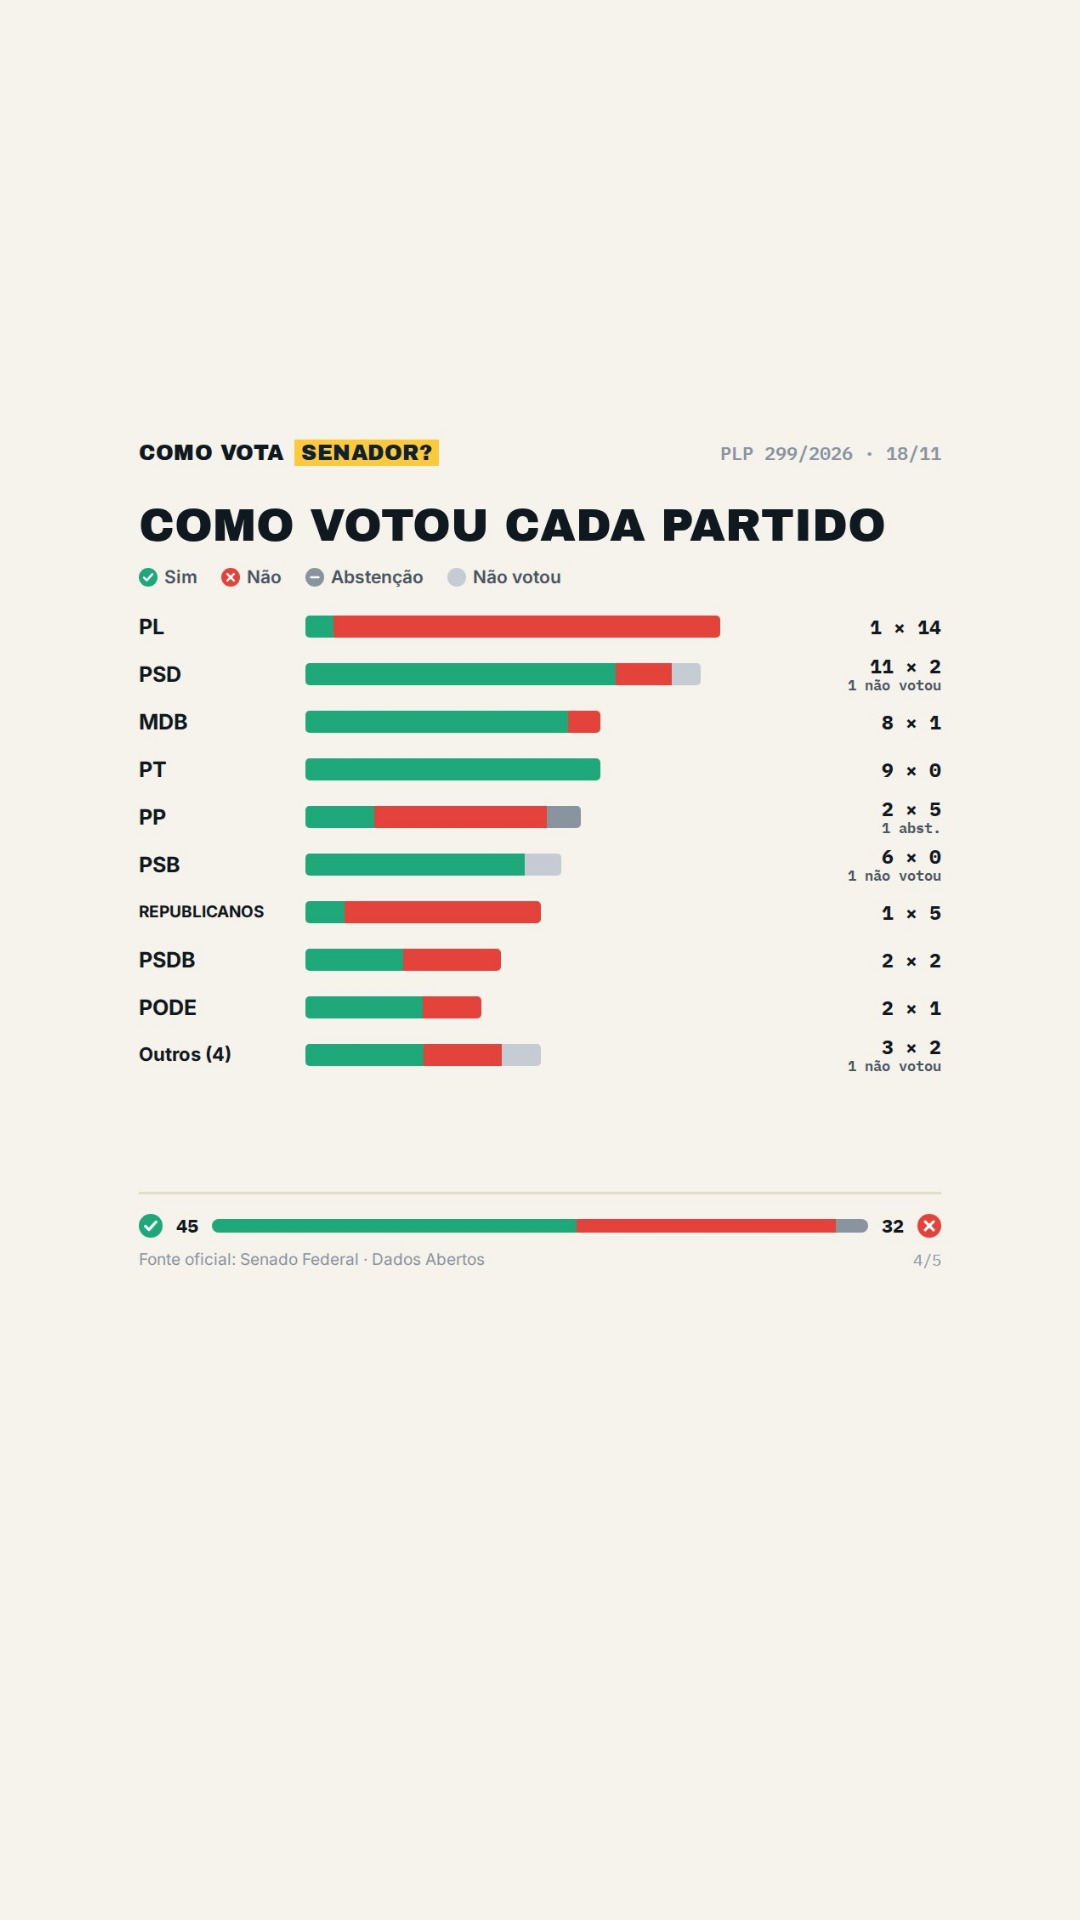 COMO VOTA SENADOR?
PLP 299/2026 · 18/11
COMO VOTOU CADA PARTIDO
Sim Não Abstenção Não votou
PL 1 × 14
PSD 11 × 2
1 não votou
MDB 8 × 1
PT 9 × 0
PP 2 × 5
1 abst.
PSB 6 × 0
1 não votou
REPUBLICANOS 1 × 5
PSDB 2 × 2
PODE 2 × 1
Outros (4) 3 × 2
1 não votou
45 32
Fonte oficial: Senado Federal · Dados Abertos
4/5